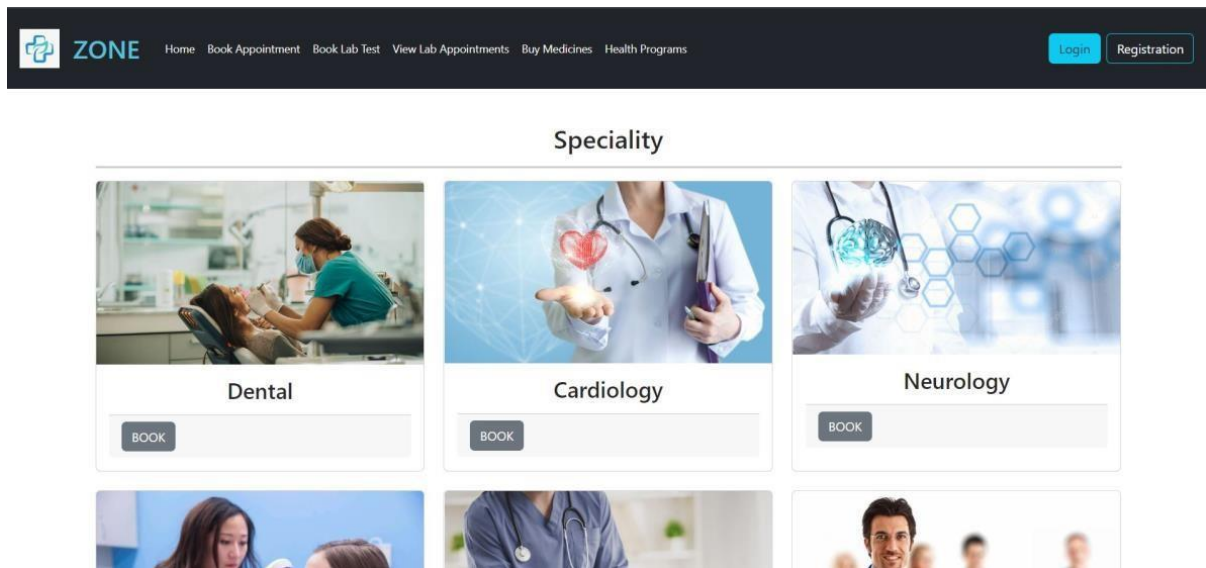 ZONE Home Book Appointment Book Lab Test View Lab Appointments Buy Medicines Health Programs Login Registration
Speciality
Dental
Cardiology
Neurology
BOOK
BOOK
BOOK